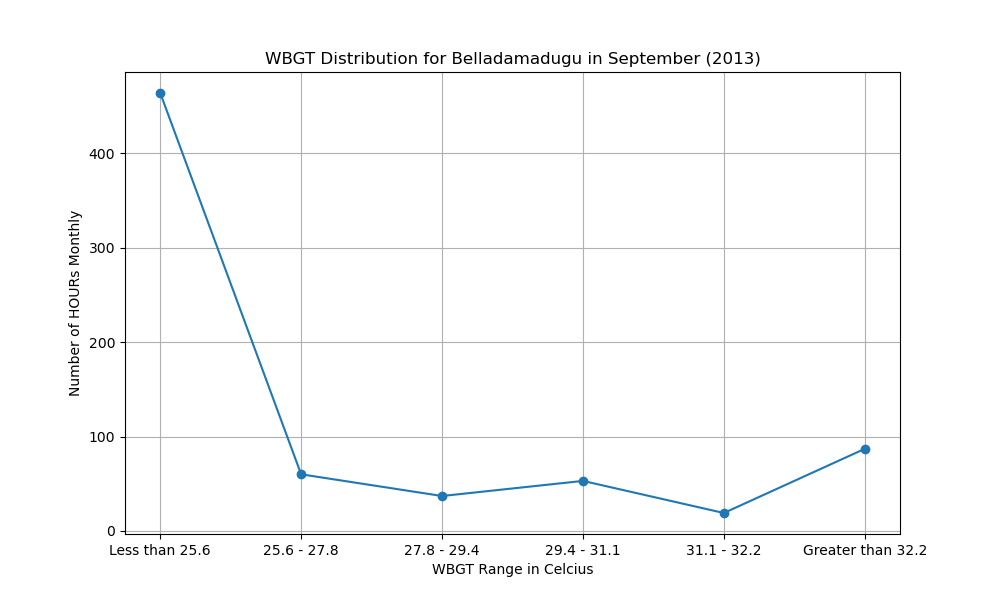 WBGT Distribution for Belladamadugu in September (2013)
Number of HOURs Monthly
400
300
200
100
0
Less than 25.6
25.6 - 27.8
27.8 - 29.4
29.4 - 31.1
31.1 - 32.2
Greater than 32.2
WBGT Range in Celcius